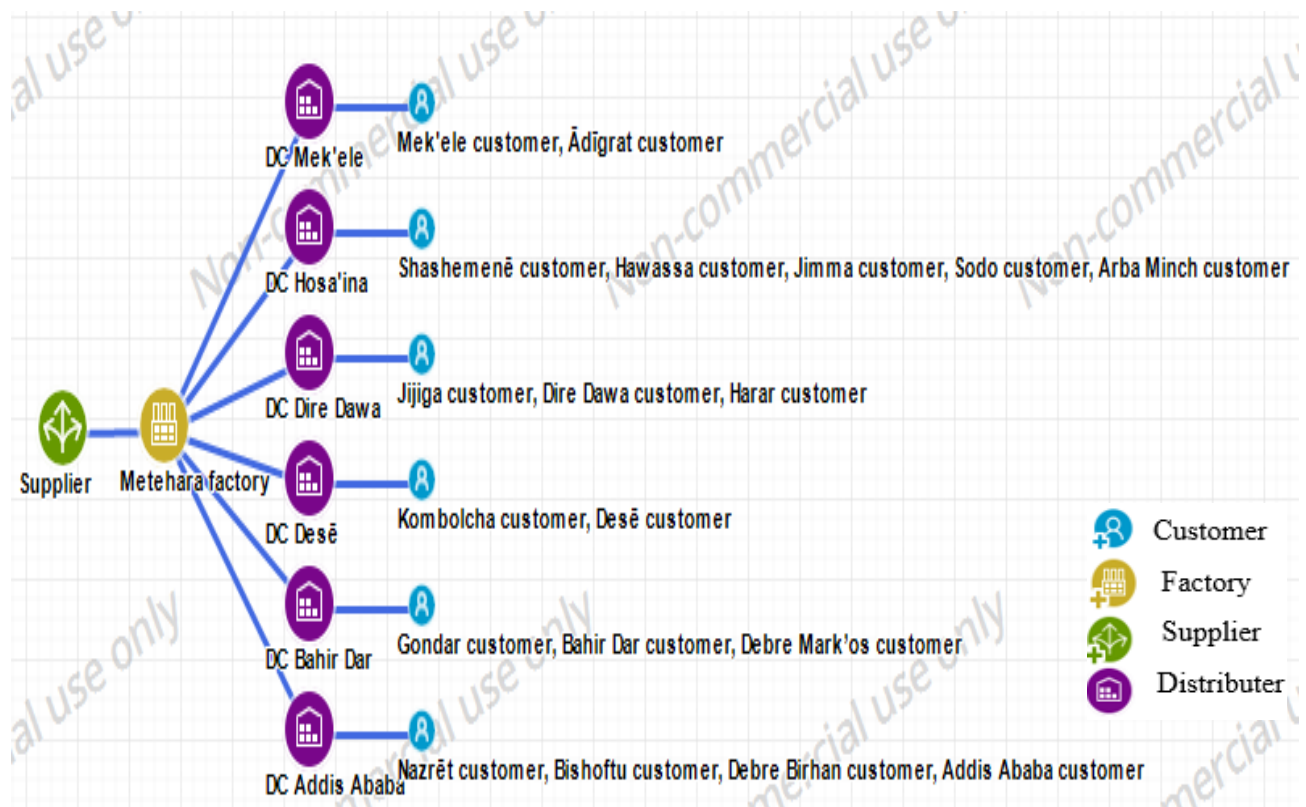 Non-commercial use only
DC Mek'ele
Mek'ele customer, Ādīgrat customer
DC Hosa'ina
Shashemenē customer, Hawassa customer, Jimma customer, Sodo customer, Arba Minch customer
DC Dire Dawa
Jijiga customer, Dire Dawa customer, Harar customer
Supplier
Metehara factory
DC Desē
Kombolcha customer, Desē customer
DC Bahir Dar
Gondar customer, Bahir Dar customer, Debre Mark'os customer
DC Addis Ababa
Nazrēt customer, Bishoftu customer, Debre Birhan customer, Addis Ababa customer
Customer
Factory
Supplier
Distributer